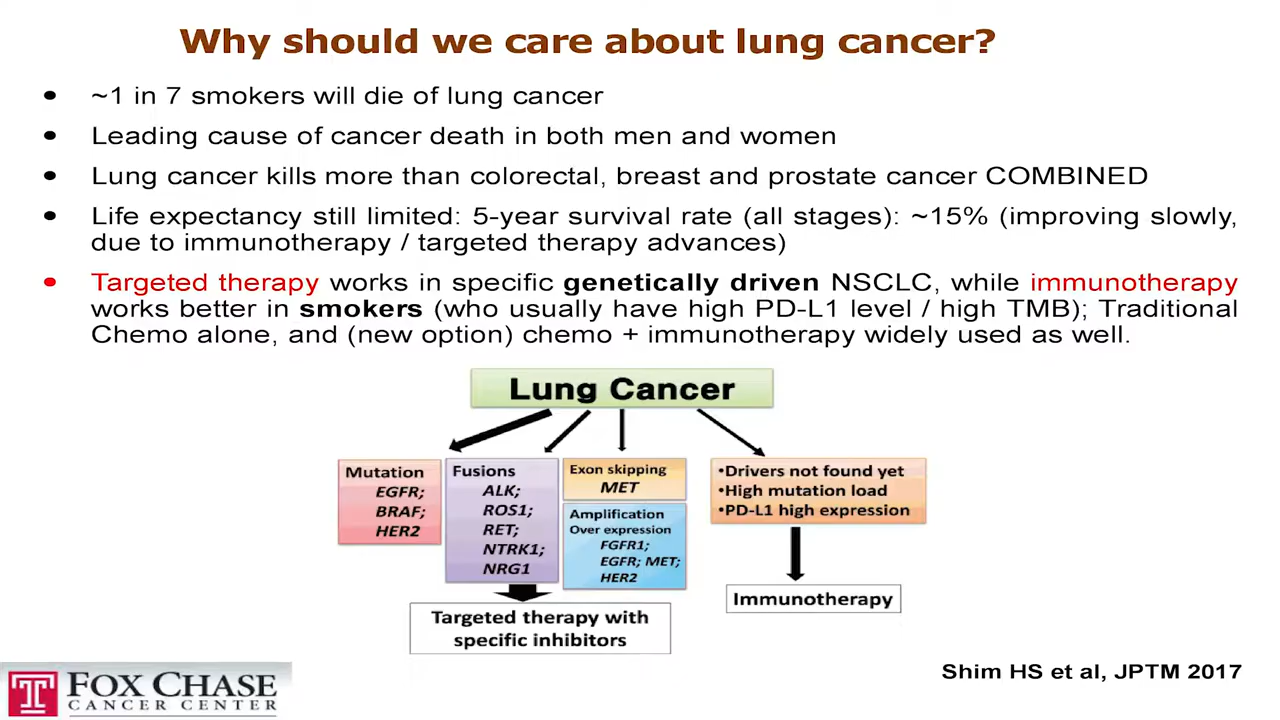 Why should we care about lung cancer?
• ~1 in 7 smokers will die of lung cancer
• Leading cause of cancer death in both men and women
• Lung cancer kills more than colorectal, breast and prostate cancer COMBINED
• Life expectancy still limited: 5-year survival rate (all stages): ~15% (improving slowly,
due to immunotherapy / targeted therapy advances)
• Targeted therapy works in specific genetically driven NSCLC, while immunotherapy
works better in smokers (who usually have high PD-L1 level / high TMB); Traditional
Chemo alone, and (new option) chemo + immunotherapy widely used as well.
Lung Cancer
Mutation
EGFR;
BRAF;
HER2
Fusions
ALK;
ROS1;
RET;
NTRK1;
NRG1
Exon skipping
MET
Amplification
Over expression
FGFR1;
EGFR; MET;
HER2
•Drivers not found yet
•High mutation load
•PD-L1 high expression
Targeted therapy with
specific inhibitors
Immunotherapy
Shim HS et al, JPTM 2017
FOX CHASE
CANCER CENTER